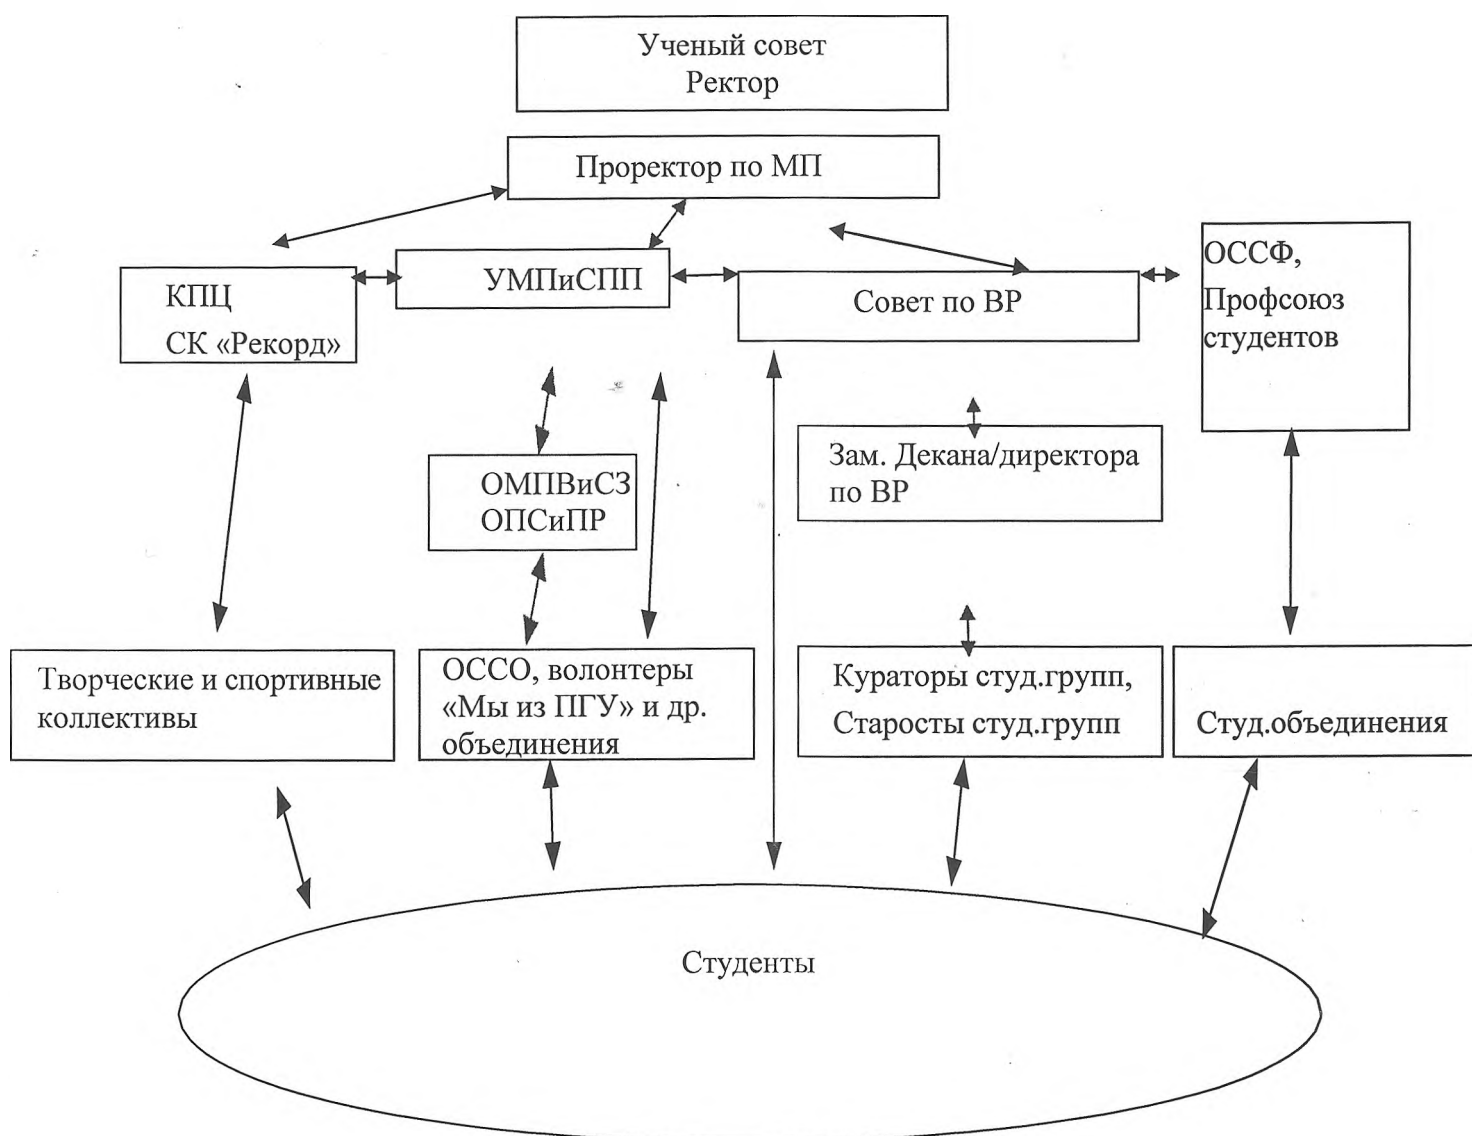 Ученый совет
Ректор
Проректор по МП
КПЦ
СК «Рекорд»
УМПиСПП
Совет по ВР
ОССФ,
Профсоюз
студентов
ОМПВиСЗ
ОПСиПР
Зам. Декана/директора
по ВР
Творческие и спортивные
коллективы
ОССО, волонтеры
«Мы из ПГУ» и др.
объединения
Кураторы студ.групп,
Старосты студ.групп
Студ.объединения
Студенты